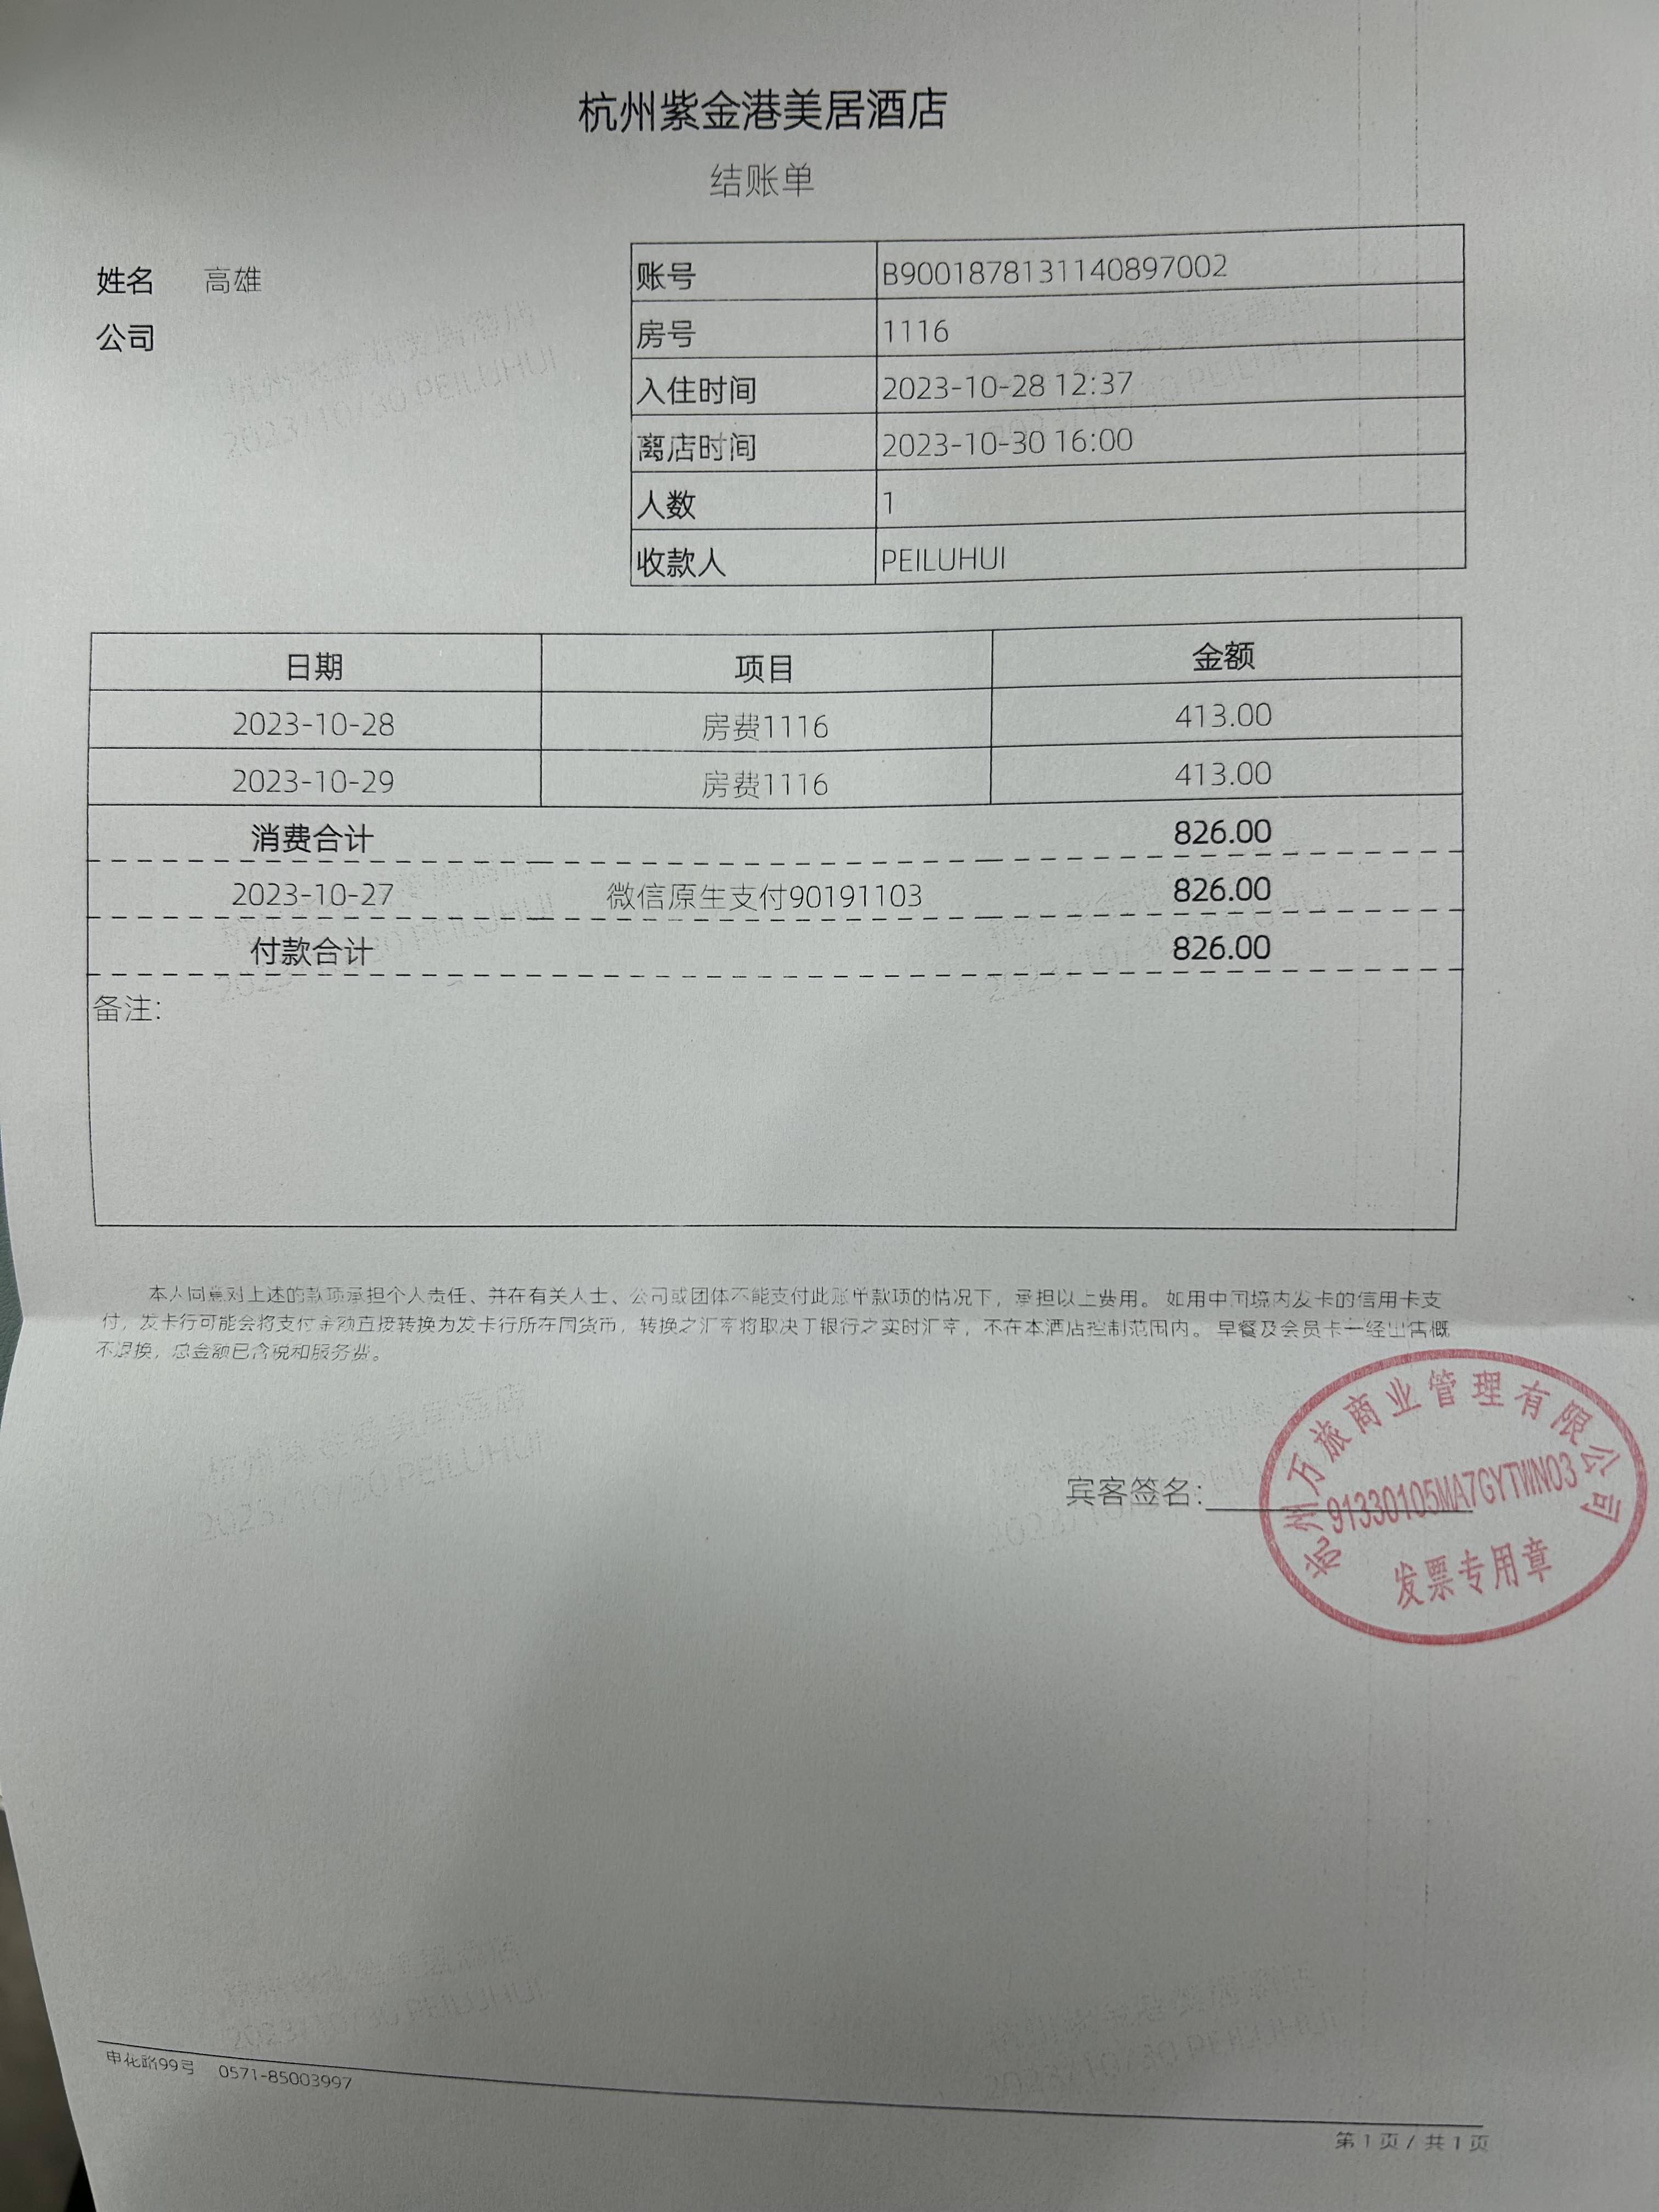 杭州紫金港美居酒店
结账单
姓名 高雄
公司
账号 B9001878131140897002
房号 1116
入住时间 2023-10-28 12:37
离店时间 2023-10-30 16:00
人数 1
收款人 PEILUHUI
日期 项目 金额
2023-10-28 房费1116 413.00
2023-10-29 房费1116 413.00
消费合计 826.00
2023-10-27 微信原生支付90191103 826.00
付款合计 826.00
备注:
本人同意对上述的款项承担个人责任、并在有关人士、公司或团体不能支付此账单款项的情况下，承担以上费用。 如用中国境内发卡的信用卡支
付，发卡行可能会将支付金额直接转换为发卡行所在国货币，转换之汇率将取决于银行之实时汇率，不在本酒店控制范围内。 早餐及会员卡一经出售概
不退换，总金额已含税和服务费。
宾客签名:
杭州万旅商业管理有限公司
91330105MA7GYTWN03
发票专用章
申花路99号 0571-85003997
第 1 页 / 共 1 页
2023/10/30 PEILUHUI